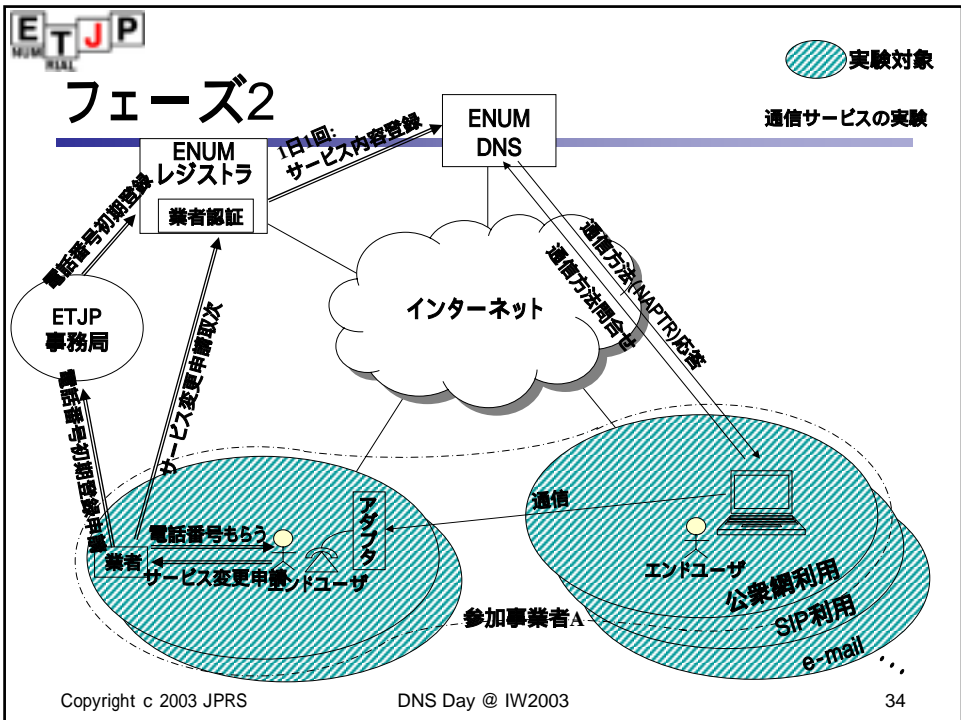 ETJP
NUM RIAL
実験対象
フェーズ2
通信サービスの実験
ENUM
DNS
1日1回:
サービス内容登録
ENUM
レジストラ
業者認証
電話番号初期登録
ETJP
事務局
インターネット
通信方法(NAPTR)応答
通信方法問合せ
サービス変更申請取次
電話番号初期登録申請
業者
電話番号もらう
サービス変更申請
エンドユーザ
アダプタ
通信
エンドユーザ
公衆網利用
SIP利用
e-mail
...
参加事業者A
Copyright c 2003 JPRS
DNS Day @ IW2003
34